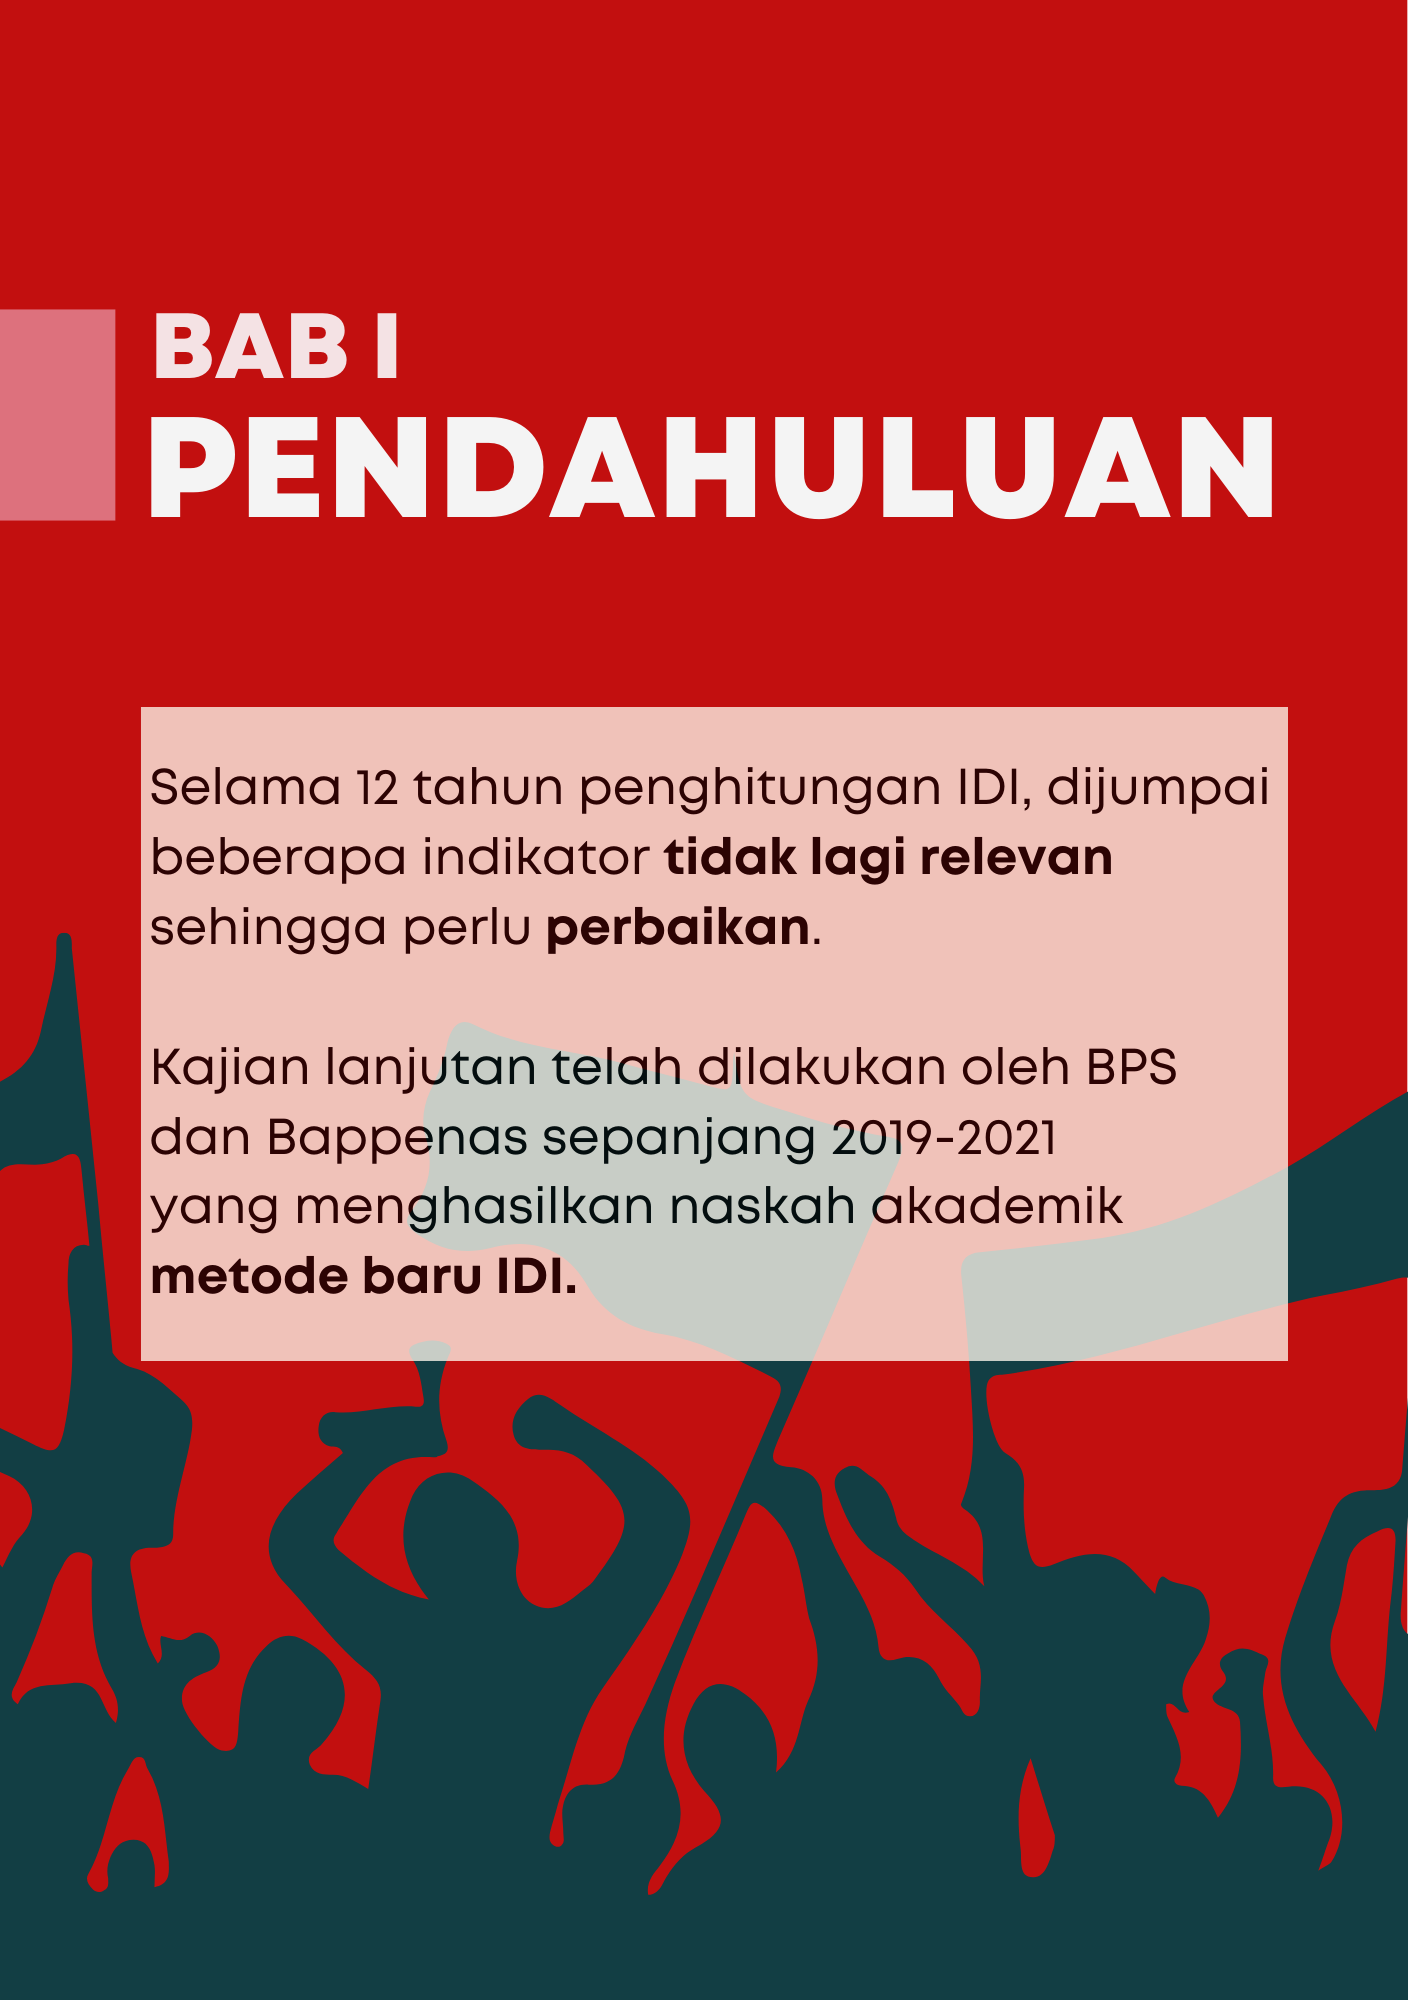 BAB I
PENDAHULUAN
Selama 12 tahun penghitungan IDI, dijumpai
beberapa indikator tidak lagi relevan
sehingga perlu perbaikan.
Kajian lanjutan telah dilakukan oleh BPS
dan Bappenas sepanjang 2019-2021
yang menghasilkan naskah akademik
metode baru IDI.